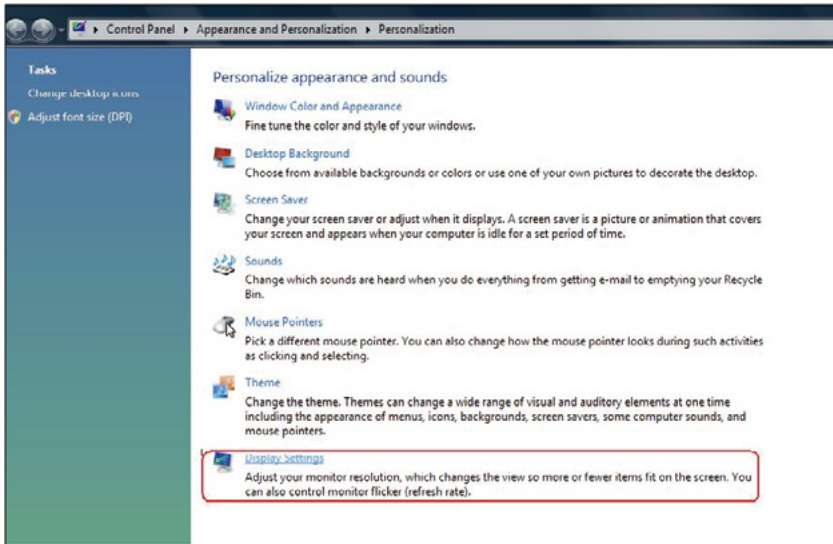 Control Panel ▸ Appearance and Personalization ▸ Personalization
Tasks
Change desktop icons
Adjust font size (DPI)
Personalize appearance and sounds
Window Color and Appearance
Fine tune the color and style of your windows.
Desktop Background
Choose from available backgrounds or colors or use one of your own pictures to decorate the desktop.
Screen Saver
Change your screen saver or adjust when it displays. A screen saver is a picture or animation that covers
your screen and appears when your computer is idle for a set period of time.
Sounds
Change which sounds are heard when you do everything from getting e-mail to emptying your Recycle
Bin.
Mouse Pointers
Pick a different mouse pointer. You can also change how the mouse pointer looks during such activities
as clicking and selecting.
Theme
Change the theme. Themes can change a wide range of visual and auditory elements at one time
including the appearance of menus, icons, backgrounds, screen savers, some computer sounds, and
mouse pointers.
Display Settings
Adjust your monitor resolution, which changes the view so more or fewer items fit on the screen. You
can also control monitor flicker (refresh rate).